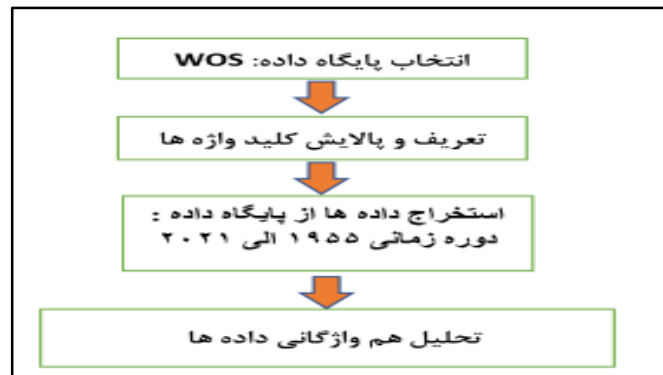 انتخاب پایگاه داده: WOS
تعریف و پالایش کلید واژه ها
استخراج داده ها از پایگاه داده :
دوره زمانی ۱۹۵۵ الی ۲۰۲۱
تحلیل هم واژگانی داده ها